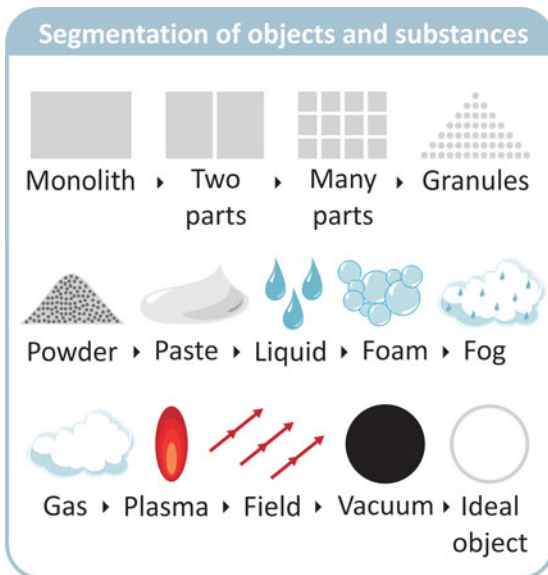 Segmentation of objects and substances
Monolith ▸ Two parts ▸ Many parts ▸ Granules
Powder ▸ Paste ▸ Liquid ▸ Foam ▸ Fog
Gas ▸ Plasma ▸ Field ▸ Vacuum ▸ Ideal object